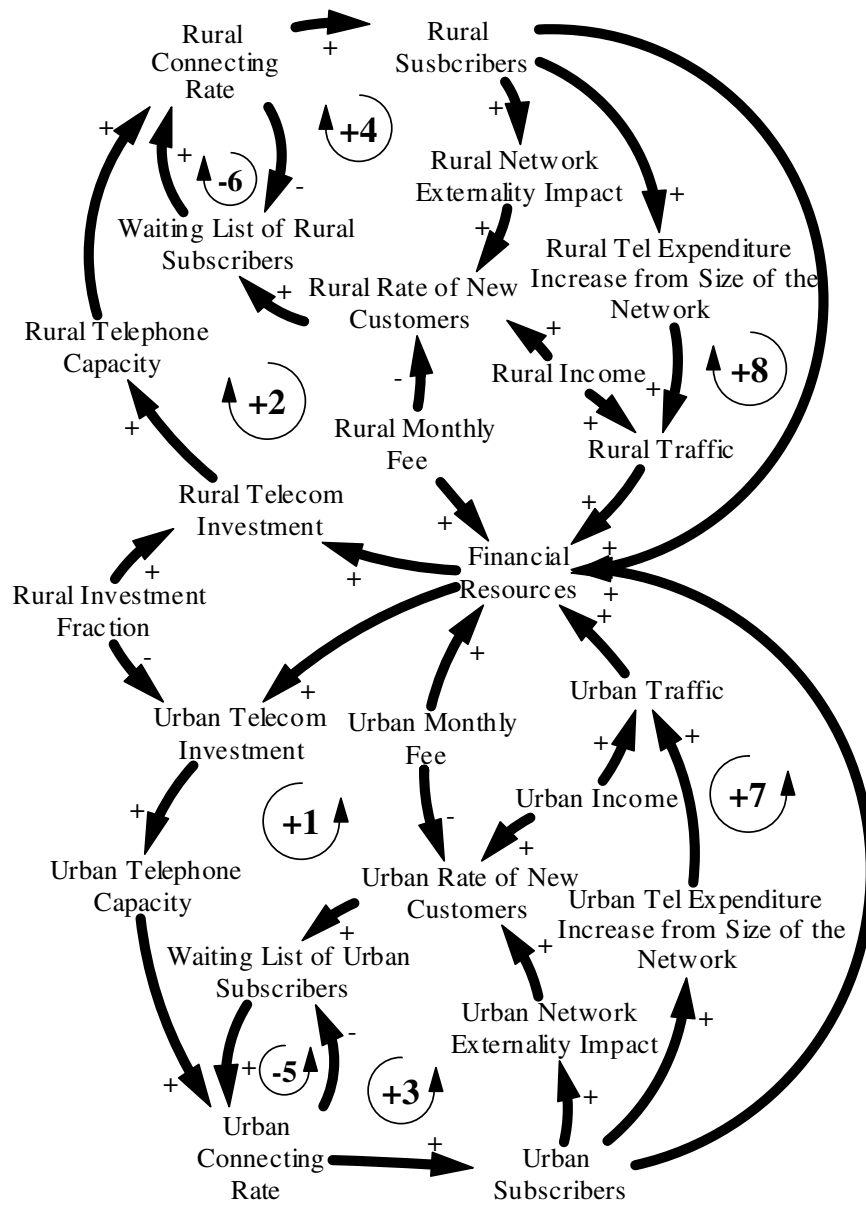 Rural
Connecting
Rate
+
Rural
Susbcribers
+
+4
+
+
-6
-
+
Rural Network
Externality Impact
+
+
Waiting List of Rural
Subscribers
Rural Tel Expenditure
Increase from Size of the
Network
+
Rural Rate of New
Customers
Rural Telephone
Capacity
+
+2
-
Rural Income
+
+8
+
Rural Monthly
Fee
+
Rural Traffic
Rural Telecom
Investment
+
+
+
Financial
Resources
+
+
+
+
Rural Investment
Fraction
-
+
+
Urban Traffic
Urban Telecom
Investment
Urban Monthly
Fee
+
+
+
+1
-
Urban Income
+7
+
Urban Telephone
Capacity
Urban Rate of New
Customers
Urban Tel Expenditure
Increase from Size of the
Network
+
+
Waiting List of Urban
Subscribers
Urban Network
Externality Impact
+
-
+
+
-5
+3
+
Urban
Connecting
Rate
+
Urban
Subscribers